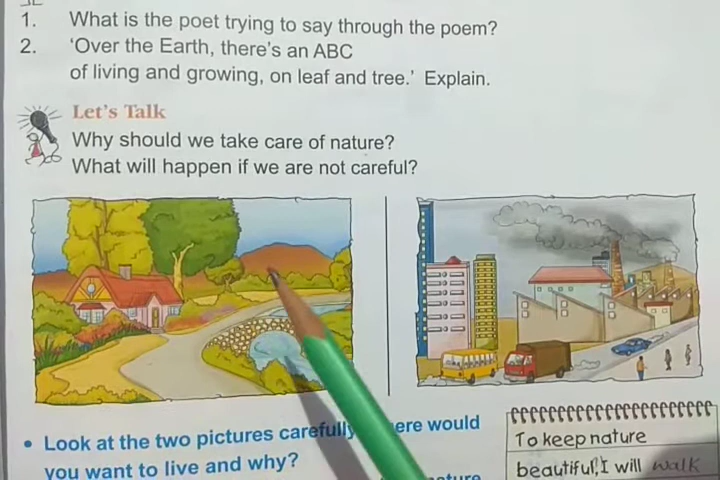 1. What is the poet trying to say through the poem?
2. ‘Over the Earth, there’s an ABC
of living and growing, on leaf and tree.’ Explain.
Let’s Talk
Why should we take care of nature?
What will happen if we are not careful?
• Look at the two pictures carefully ere would
you want to live and why?
To keep nature
beautiful, I will walk